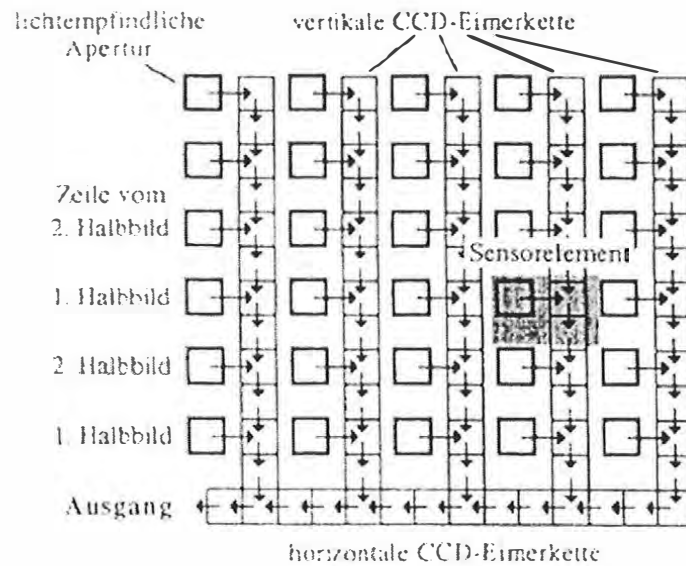 lichtempfindliche
Apertur
vertikale CCD-Eimerkette
Zeile vom
2. Halbbild
Sensorelement
1. Halbbild
2. Halbbild
1. Halbbild
Ausgang
horizontale CCD-Eimerkette